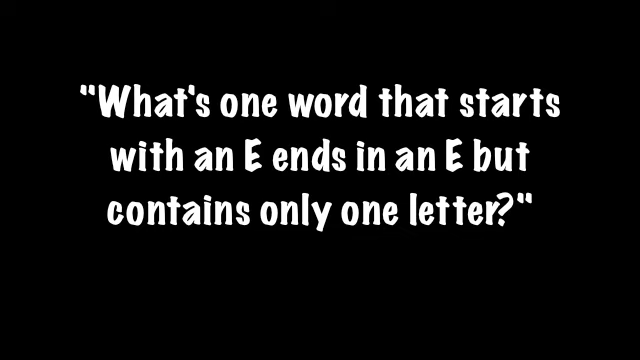 "What's one word that starts
with an E ends in an E but
contains only one letter?"